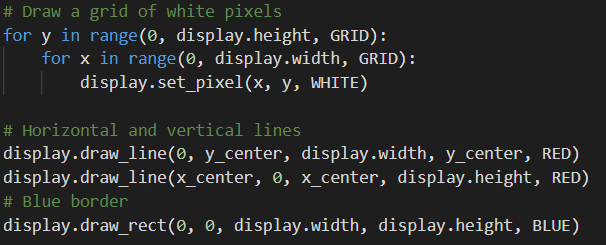 # Draw a grid of white pixels
for y in range(0, display.height, GRID):
    for x in range(0, display.width, GRID):
        display.set_pixel(x, y, WHITE)

# Horizontal and vertical lines
display.draw_line(0, y_center, display.width, y_center, RED)
display.draw_line(x_center, 0, x_center, display.height, RED)
# Blue border
display.draw_rect(0, 0, display.width, display.height, BLUE)